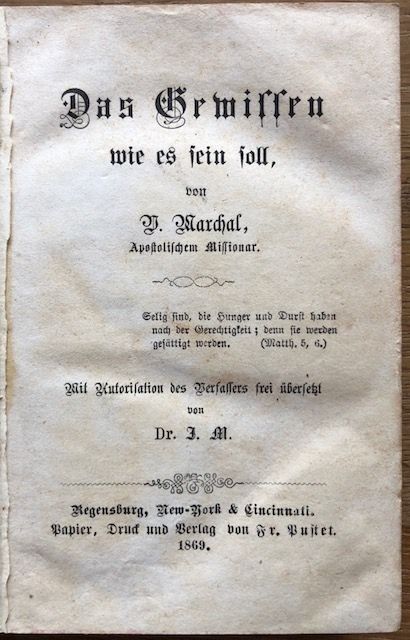 Das Gewissen
wie es sein soll,
von
V. Marchal,
Apostolischem Missionar.
Selig sind, die Hunger und Durst haben
nach der Gerechtigkeit; denn sie werden
gesättigt werden. (Matth. 5, 6.)
Mit Autorisation des Verfassers frei übersetzt
von
Dr. J. M.
Regensburg, New-York & Cincinnati.
Papier, Druck und Verlag von Fr. Pustet.
1869.